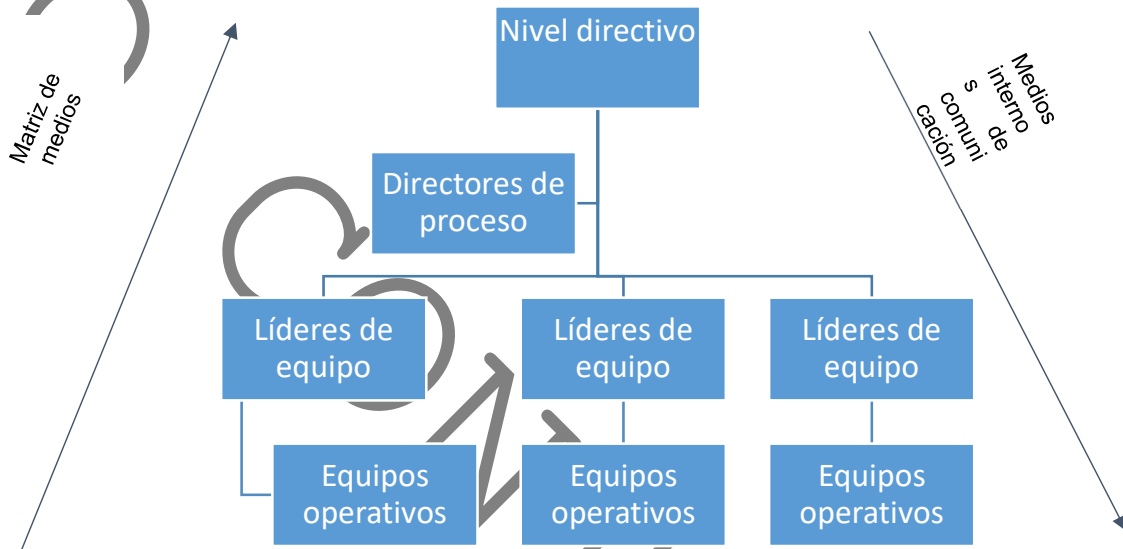 Nivel directivo
Matriz de
medios
Medios
interno
s de
comuni
cación
Directores de
proceso
Líderes de
equipo
Líderes de
equipo
Líderes de
equipo
Equipos
operativos
Equipos
operativos
Equipos
operativos